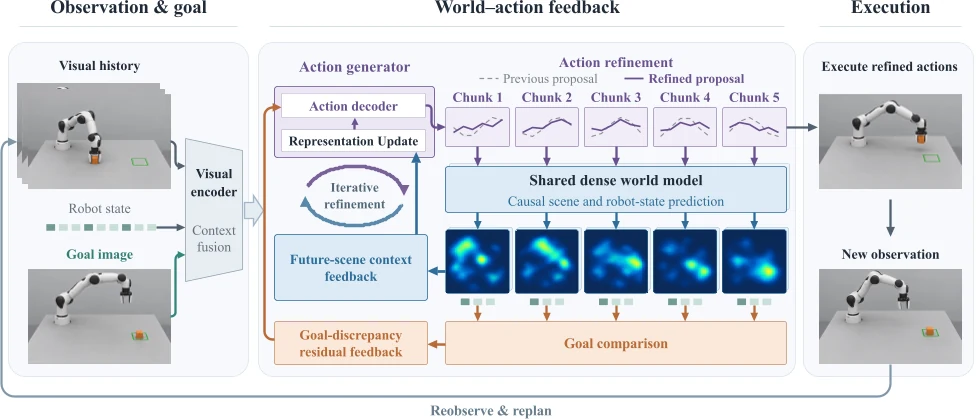 Observation & goal
World–action feedback
Execution
Visual history
Robot state
Goal image
Visual
encoder
Context
fusion
Action generator
Action decoder
Representation Update
Iterative
refinement
Future-scene context
feedback
Goal-discrepancy
residual feedback
Action refinement
Previous proposal
Refined proposal
Chunk 1
Chunk 2
Chunk 3
Chunk 4
Chunk 5
Shared dense world model
Causal scene and robot-state prediction
Goal comparison
Execute refined actions
New observation
Reobserve & replan